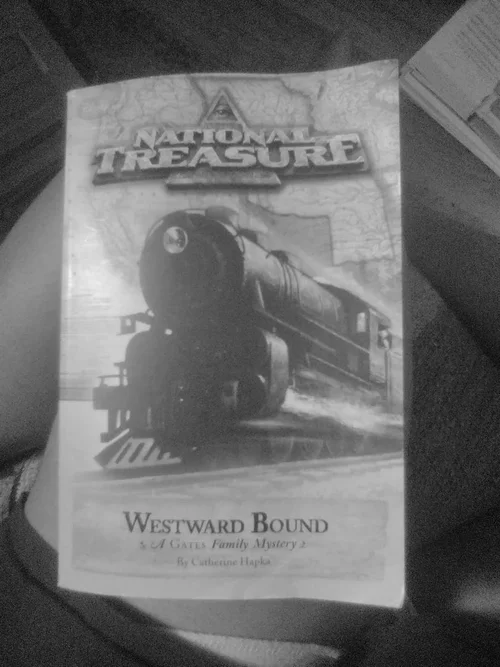 NATIONAL
TREASURE
WESTWARD BOUND
A GATES Family Mystery
By Catherine Hapka